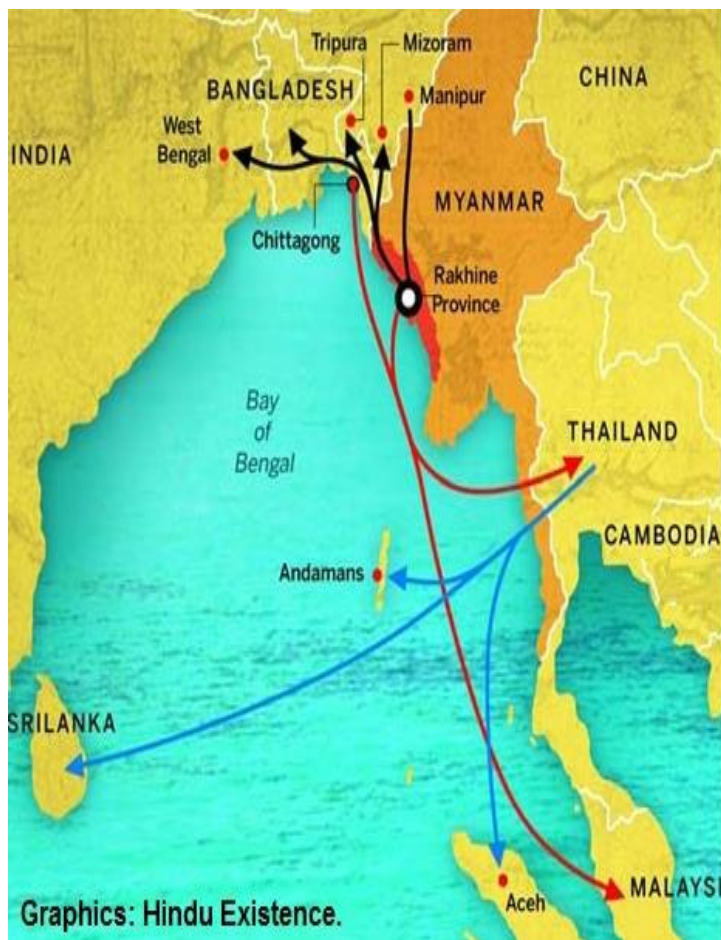 Tripura
Mizoram
BANGLADESH
CHINA
Manipur
West
Bengal
INDIA
MYANMAR
Chittagong
Rakhine
Province
Bay
of
Bengal
THAILAND
CAMBODIA
Andamans
SRILANKA
MALAYSI
Aceh
Graphics: Hindu Existence.